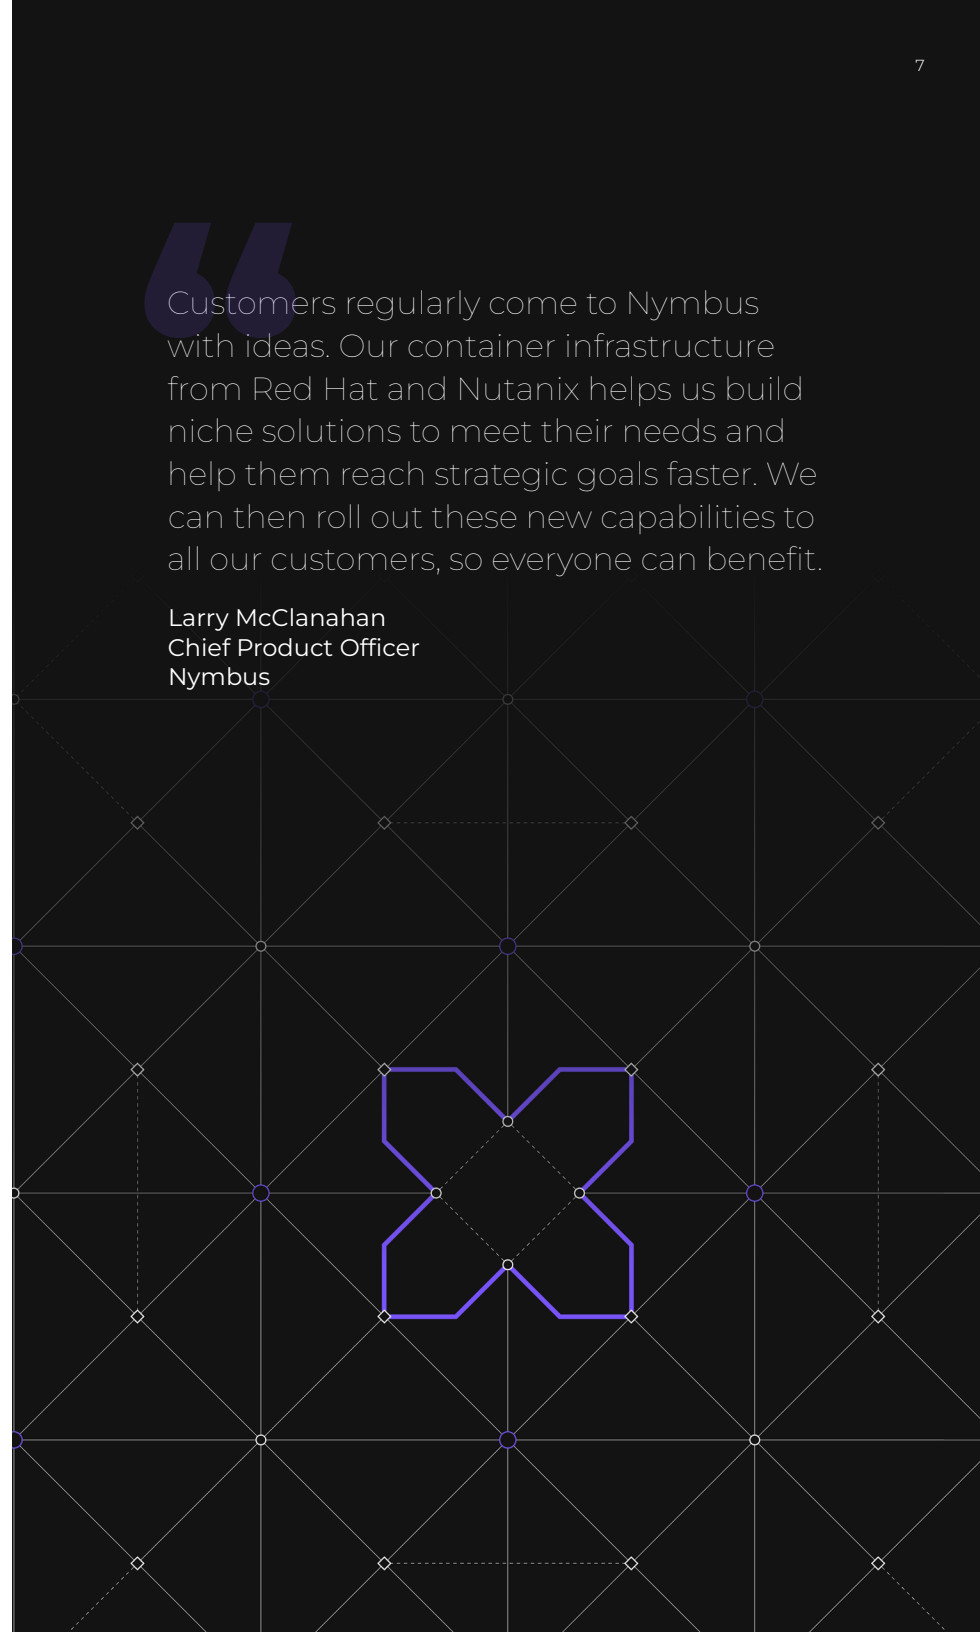 7
Customers regularly come to Nymbus
with ideas. Our container infrastructure
from Red Hat and Nutanix helps us build
niche solutions to meet their needs and
help them reach strategic goals faster. We
can then roll out these new capabilities to
all our customers, so everyone can benefit.
Larry McClanahan
Chief Product Officer
Nymbus